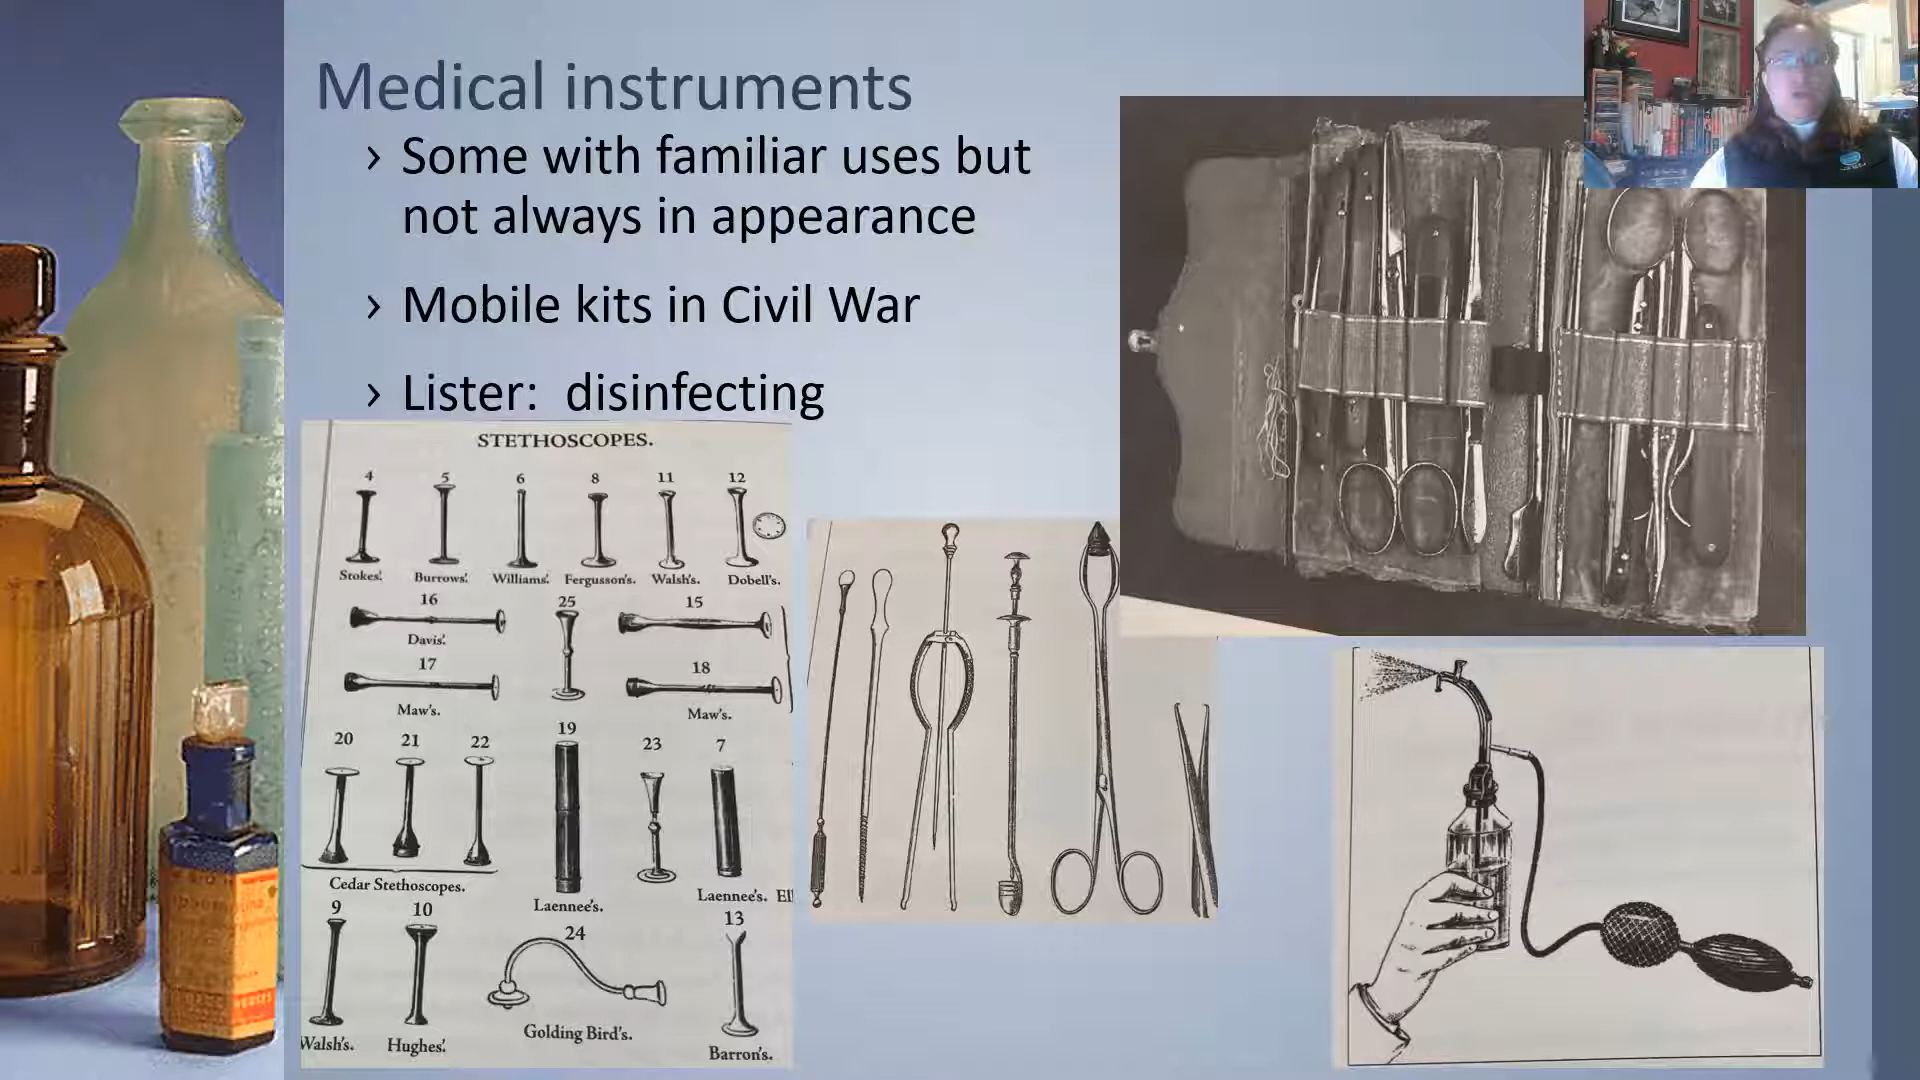 Medical instruments
› Some with familiar uses but
not always in appearance
› Mobile kits in Civil War
› Lister:  disinfecting
STETHOSCOPES.
4 5 6 8 11 12
Stokes'. Burrows'. Williams'. Fergusson's. Walsh's. Dobell's.
16 25 15
Davis'.
17 18
Maw's. Maw's.
20 21 22 19 23 7
Cedar Stethoscopes. Laennec's. Laennec's. Ell
9 10 24 13
Walsh's. Hughes'. Golding Bird's. Barron's.